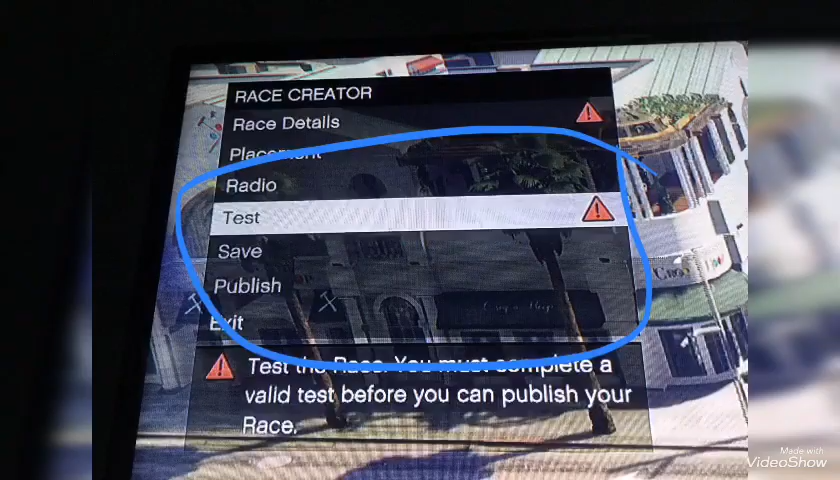 RACE CREATOR
Race Details
Placement
Radio
Test
Save
Publish
Exit
Test the Race. You must complete a
valid test before you can publish your
Race.
Made with
VideoShow